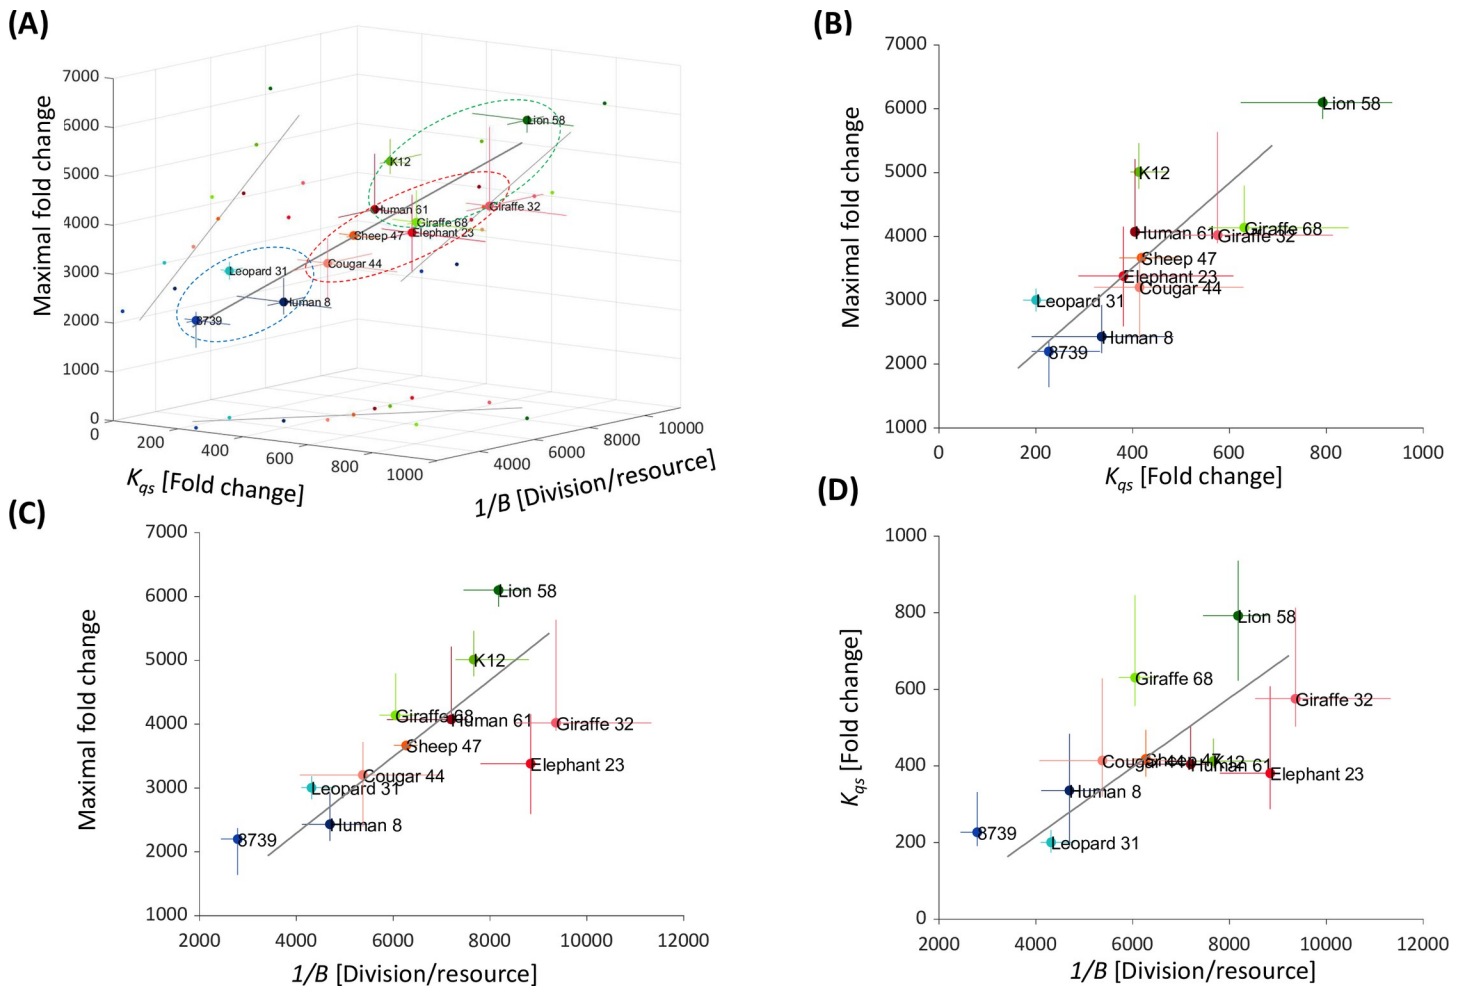 (A)
7000
6000
5000
4000
3000
2000
1000
0
Maximal fold change
0
200
400
600
800
1000
Kqs [Fold change]
4000
6000
8000
10000
1/B [Division/resource]
Lion 58
K12
Human 61
Giraffe 32
Giraffe 68
Sheep 47
Elephant 23
Cougar 44
Leopard 31
Human 8
8739
(B)
7000
6000
5000
4000
3000
2000
1000
Maximal fold change
0
200
400
600
800
1000
Kqs [Fold change]
Lion 58
K12
Human 61
Giraffe 68
Giraffe 32
Sheep 47
Elephant 23
Cougar 44
Leopard 31
Human 8
8739
(C)
7000
6000
5000
4000
3000
2000
1000
Maximal fold change
2000
4000
6000
8000
10000
12000
1/B [Division/resource]
Lion 58
K12
Giraffe 68
Human 61
Giraffe 32
Sheep 47
Elephant 23
Cougar 44
Leopard 31
Human 8
8739
(D)
1000
800
600
400
200
0
Kqs [Fold change]
2000
4000
6000
8000
10000
12000
1/B [Division/resource]
Lion 58
Giraffe 68
Giraffe 32
Cougar 44
Sheep 47
Human 61
K12
Elephant 23
Human 8
8739
Leopard 31